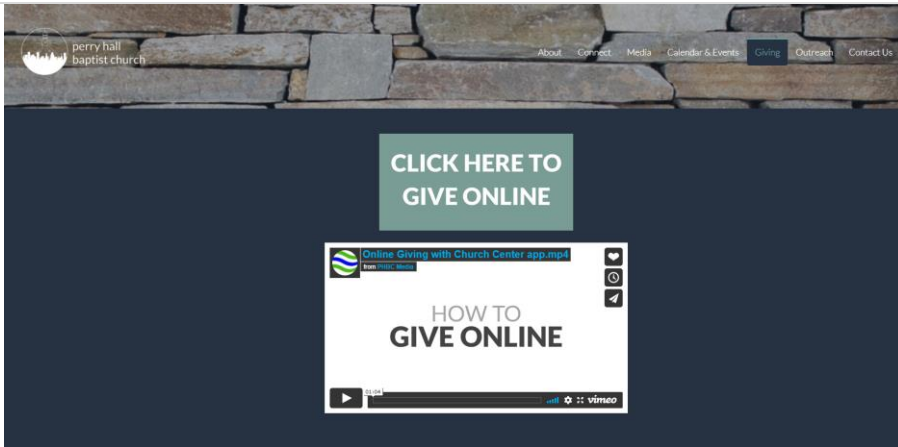 perry hall
baptist church
About Connect Media Calendar & Events Giving Outreach Contact Us
CLICK HERE TO
GIVE ONLINE
Online Giving with Church Center app.mp4
from PHBC Media
HOW TO
GIVE ONLINE
01:04
vimeo